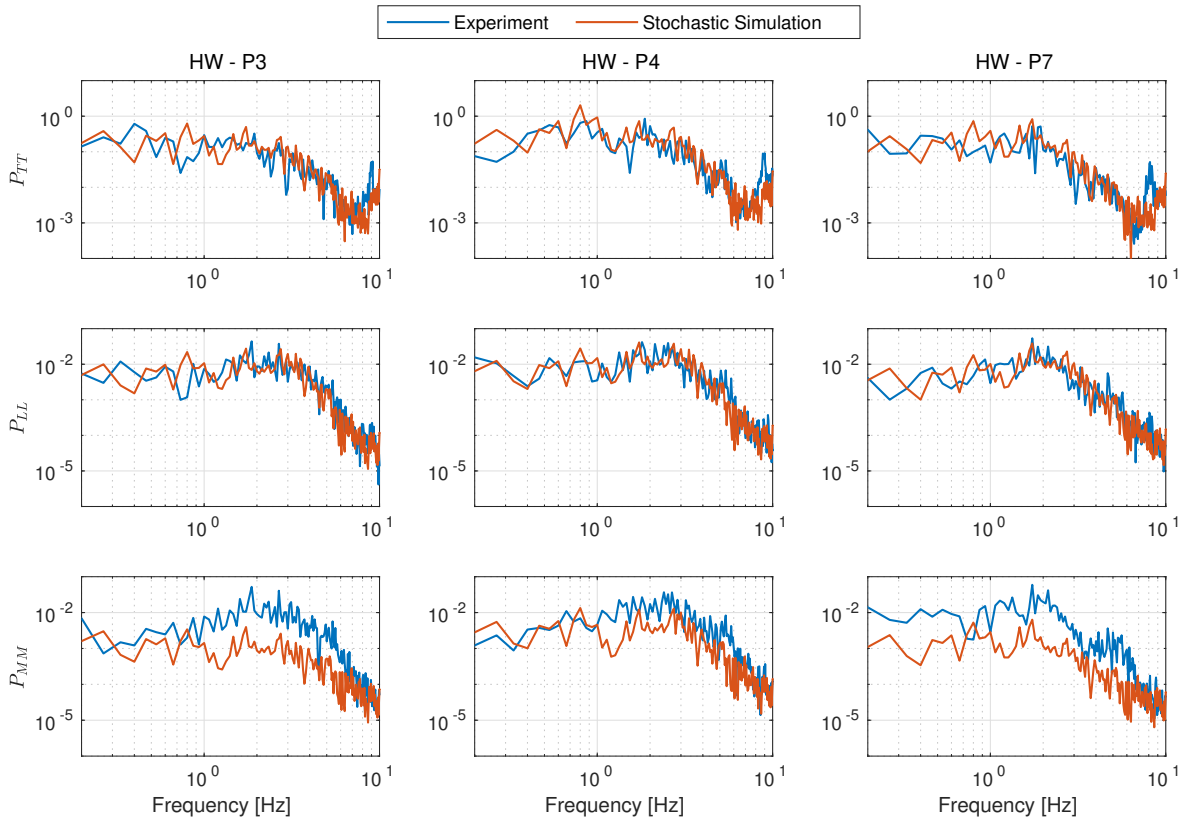 Experiment Stochastic Simulation
HW - P3 HW - P4 HW - P7
P_TT
10^0 10^0 10^0
10^-3 10^-3 10^-3
10^0 10^1 10^0 10^1 10^0 10^1
P_LL
10^-2 10^-2 10^-2
10^-5 10^-5 10^-5
10^0 10^1 10^0 10^1 10^0 10^1
P_MM
10^-2 10^-2 10^-2
10^-5 10^-5 10^-5
10^0 10^1 10^0 10^1 10^0 10^1
Frequency [Hz] Frequency [Hz] Frequency [Hz]